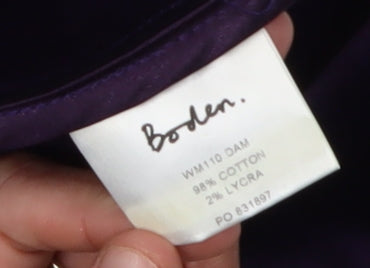 Boden.
WM110 DAM
98% COTTON
2% LYCRA
PO 831897